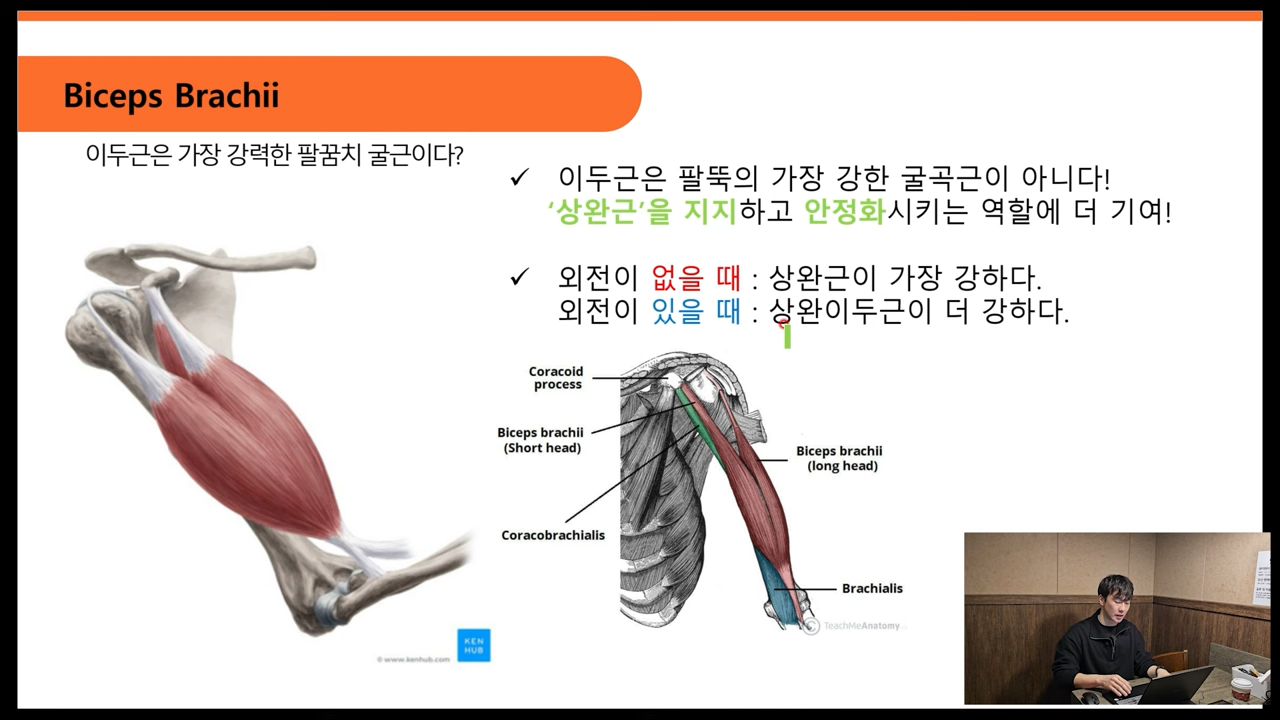 Biceps Brachii
이두근은 가장 강력한 팔꿈치 굴근이다?
✓ 이두근은 팔뚝의 가장 강한 굴곡근이 아니다!
‘상완근’을 지지하고 안정화시키는 역할에 더 기여!
✓ 외전이 없을 때 : 상완근이 가장 강하다.
외전이 있을 때 : 상완이두근이 더 강하다.
Coracoid
process
Biceps brachii
(Short head)
Biceps brachii
(long head)
Coracobrachialis
Brachialis
© TeachMeAnatomy
KEN
HUB
© www.kenhub.com